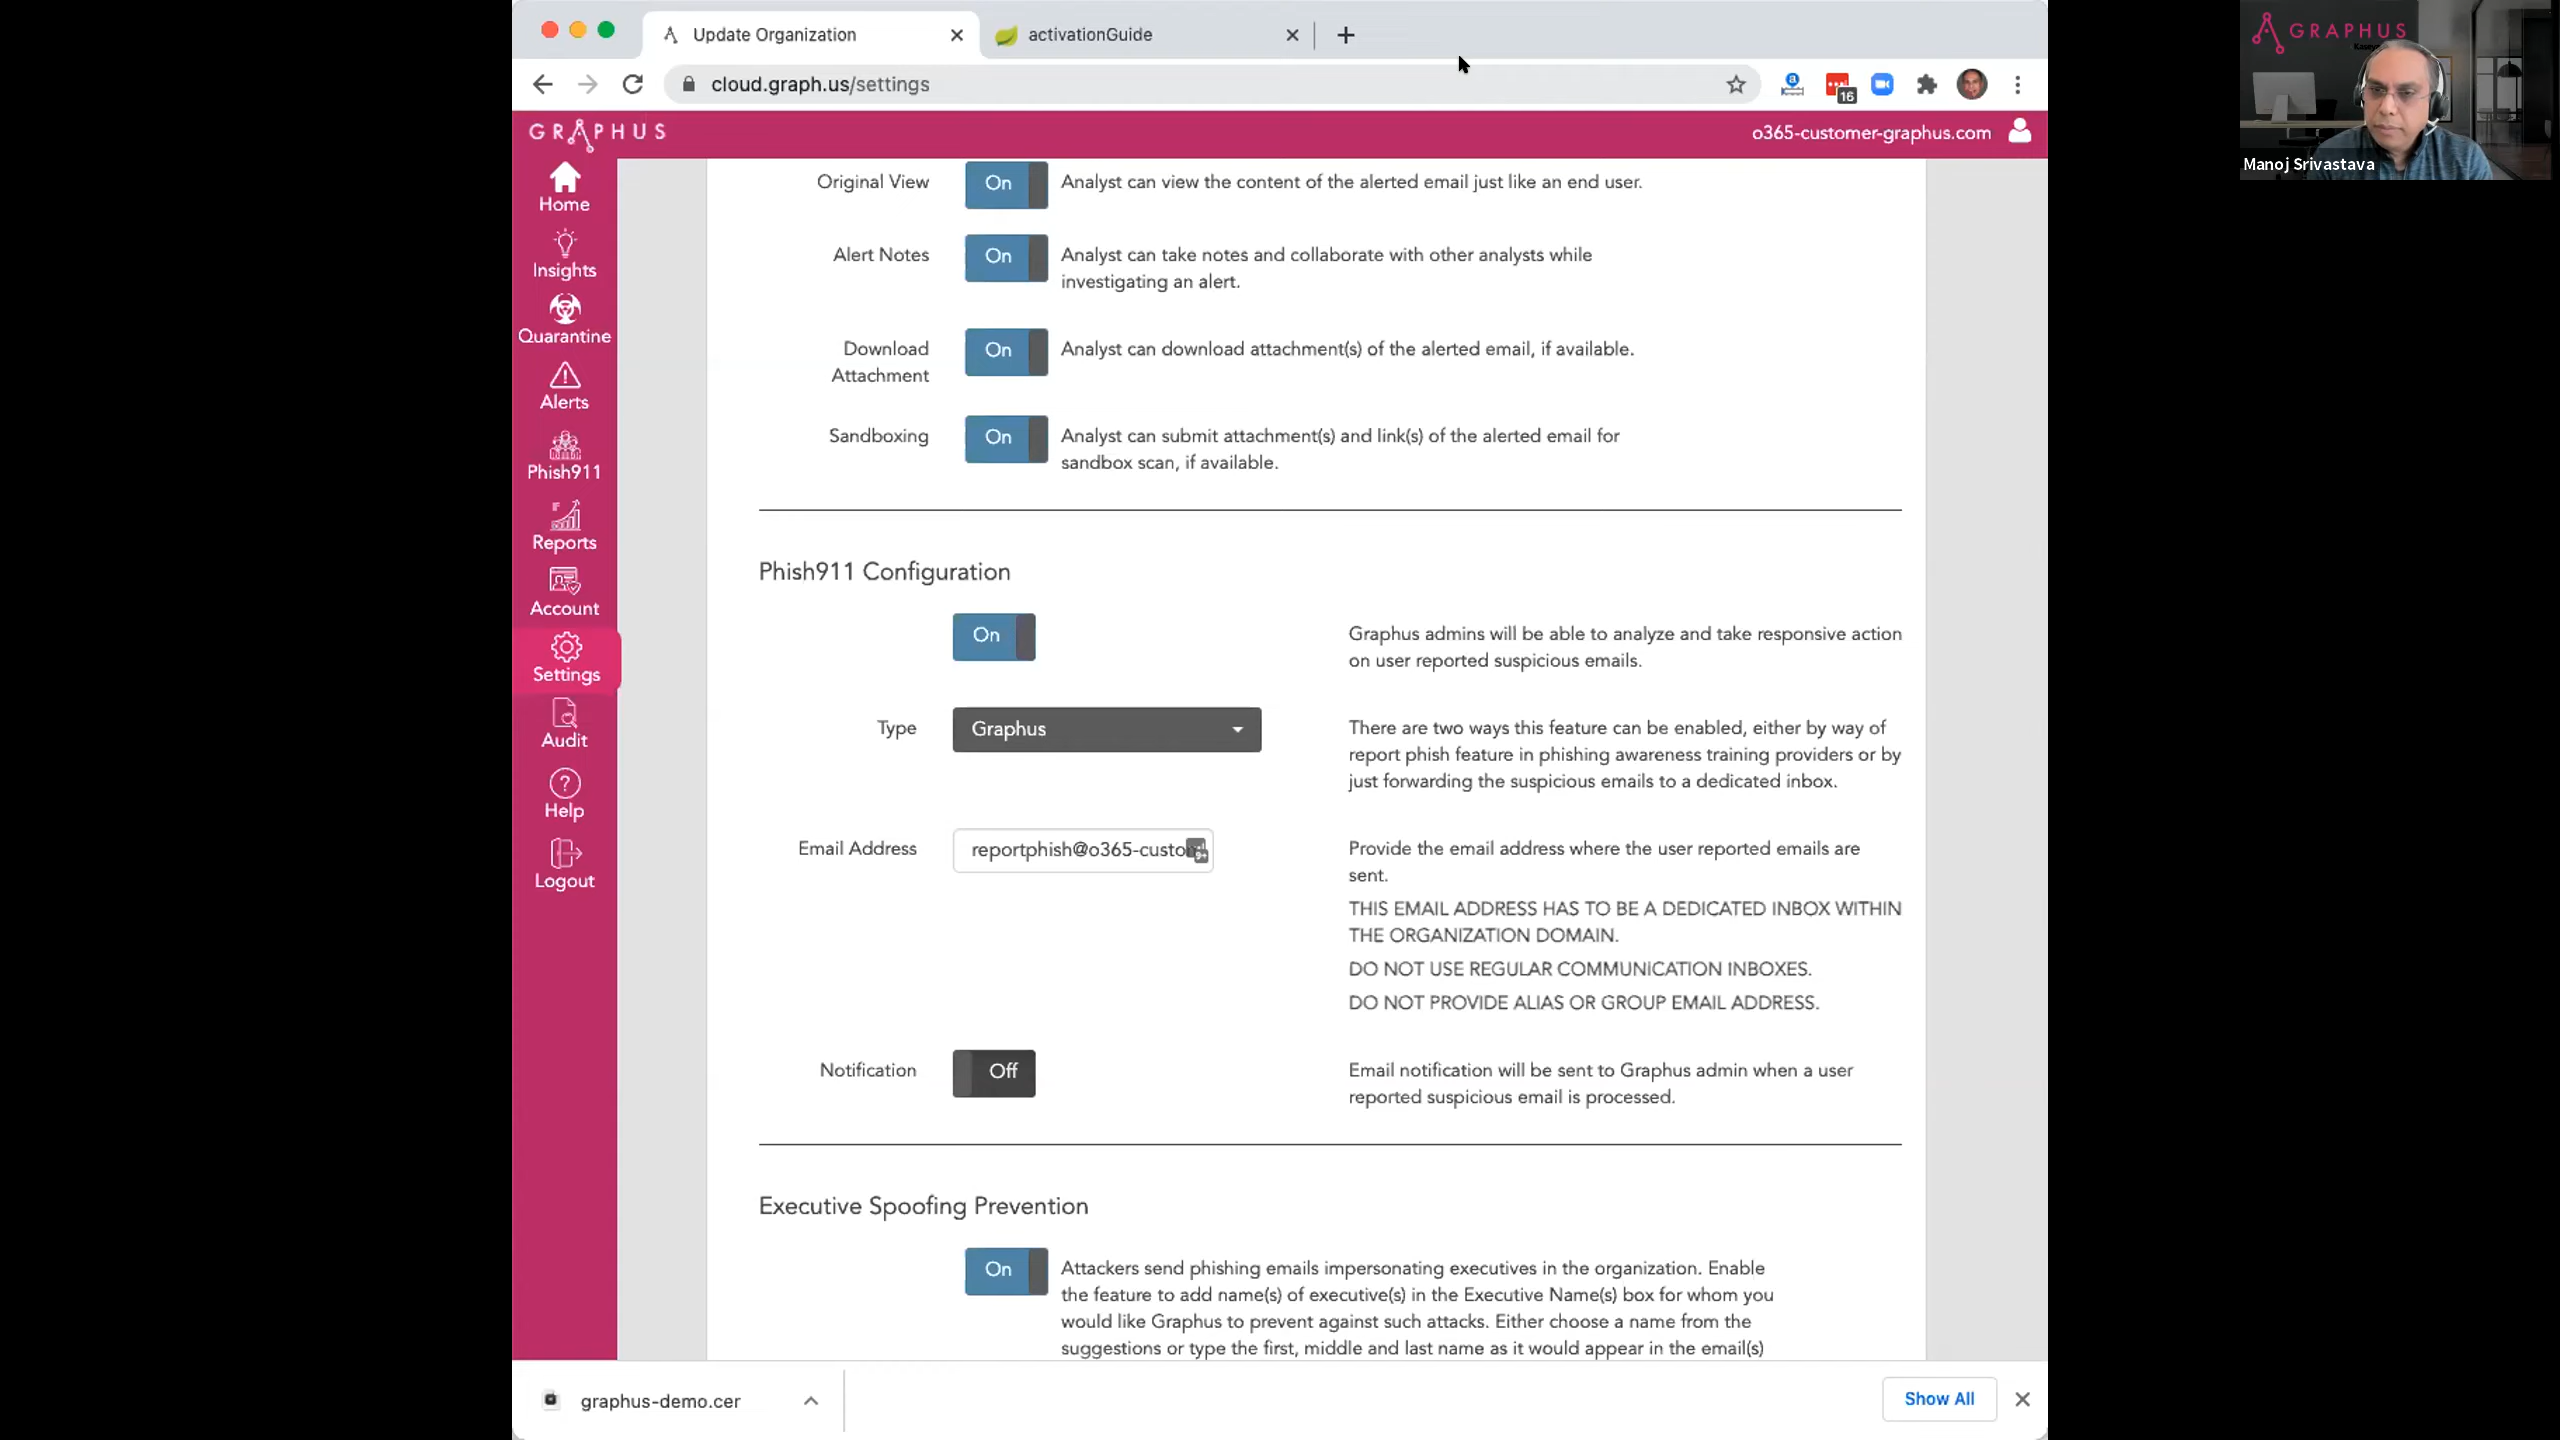 Update Organization
activationGuide
cloud.graph.us/settings
16
GRAPHUS
o365-customer-graphus.com
GRAPHUS
Manoj Srivastava
Home
Insights
Quarantine
Alerts
Phish911
Reports
Account
Settings
Audit
Help
Logout
Original View
On
Analyst can view the content of the alerted email just like an end user.
Alert Notes
On
Analyst can take notes and collaborate with other analysts while
investigating an alert.
Download
Attachment
On
Analyst can download attachment(s) of the alerted email, if available.
Sandboxing
On
Analyst can submit attachment(s) and link(s) of the alerted email for
sandbox scan, if available.
Phish911 Configuration
On
Graphus admins will be able to analyze and take responsive action
on user reported suspicious emails.
Type
Graphus
There are two ways this feature can be enabled, either by way of
report phish feature in phishing awareness training providers or by
just forwarding the suspicious emails to a dedicated inbox.
Email Address
reportphish@o365-custo
Provide the email address where the user reported emails are
sent.
THIS EMAIL ADDRESS HAS TO BE A DEDICATED INBOX WITHIN
THE ORGANIZATION DOMAIN.
DO NOT USE REGULAR COMMUNICATION INBOXES.
DO NOT PROVIDE ALIAS OR GROUP EMAIL ADDRESS.
Notification
Off
Email notification will be sent to Graphus admin when a user
reported suspicious email is processed.
Executive Spoofing Prevention
On
Attackers send phishing emails impersonating executives in the organization. Enable
the feature to add name(s) of executive(s) in the Executive Name(s) box for whom you
would like Graphus to prevent against such attacks. Either choose a name from the
suggestions or type the first, middle and last name as it would appear in the email(s)
graphus-demo.cer
Show All